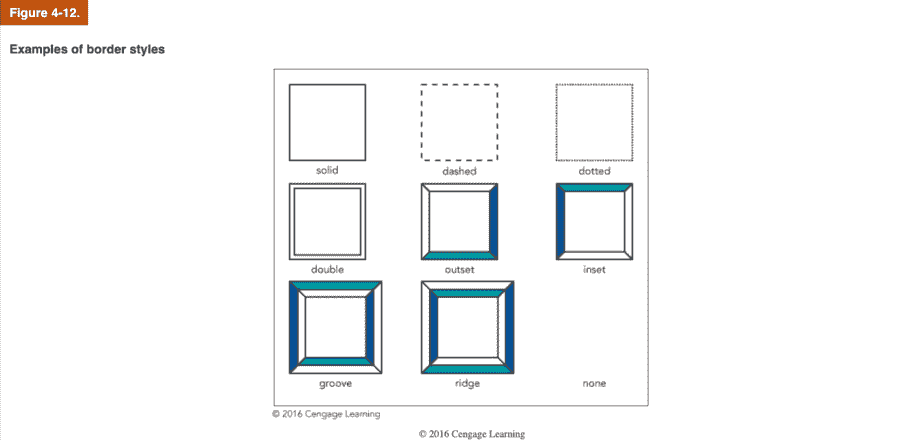 Figure 4-12.
Examples of border styles
solid
dashed
dotted
double
outset
inset
groove
ridge
none
© 2016 Cengage Learning
© 2016 Cengage Learning